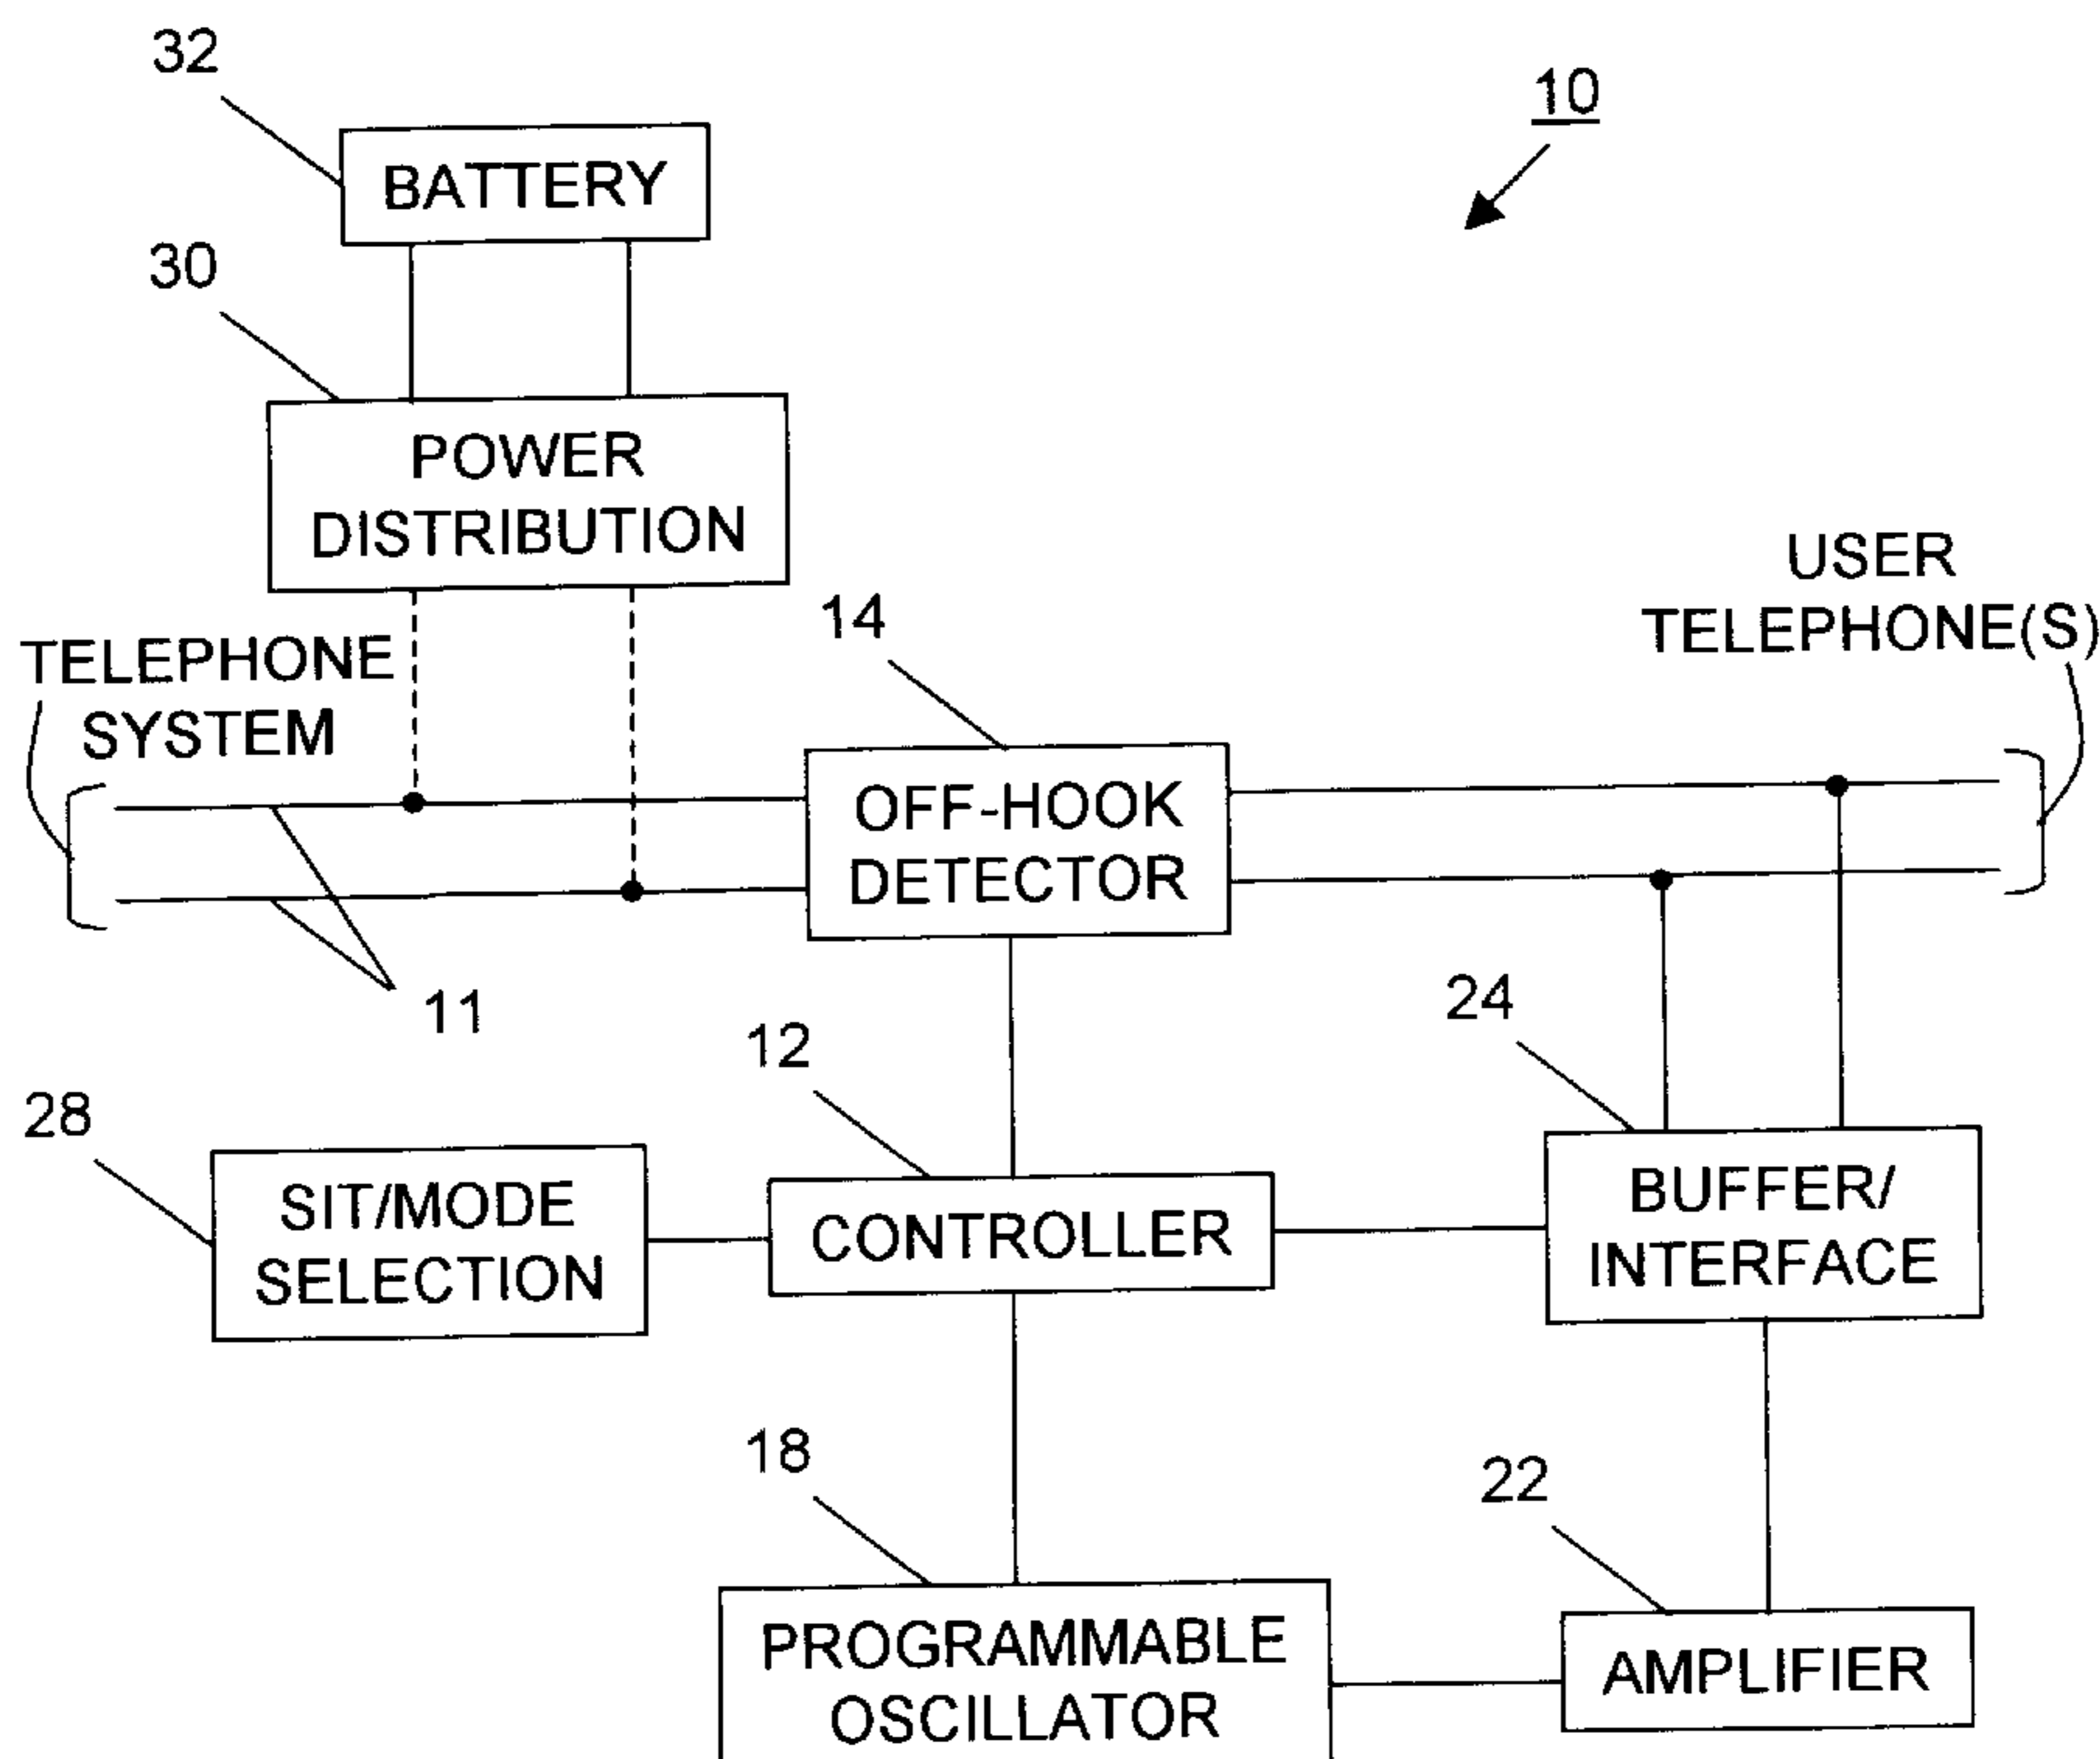 32
10
BATTERY
30
POWER
DISTRIBUTION
USER
TELEPHONE(S)
14
TELEPHONE
SYSTEM
OFF-HOOK
DETECTOR
11
24
12
28
BUFFER/
INTERFACE
SIT/MODE
SELECTION
CONTROLLER
18
22
PROGRAMMABLE
OSCILLATOR
AMPLIFIER